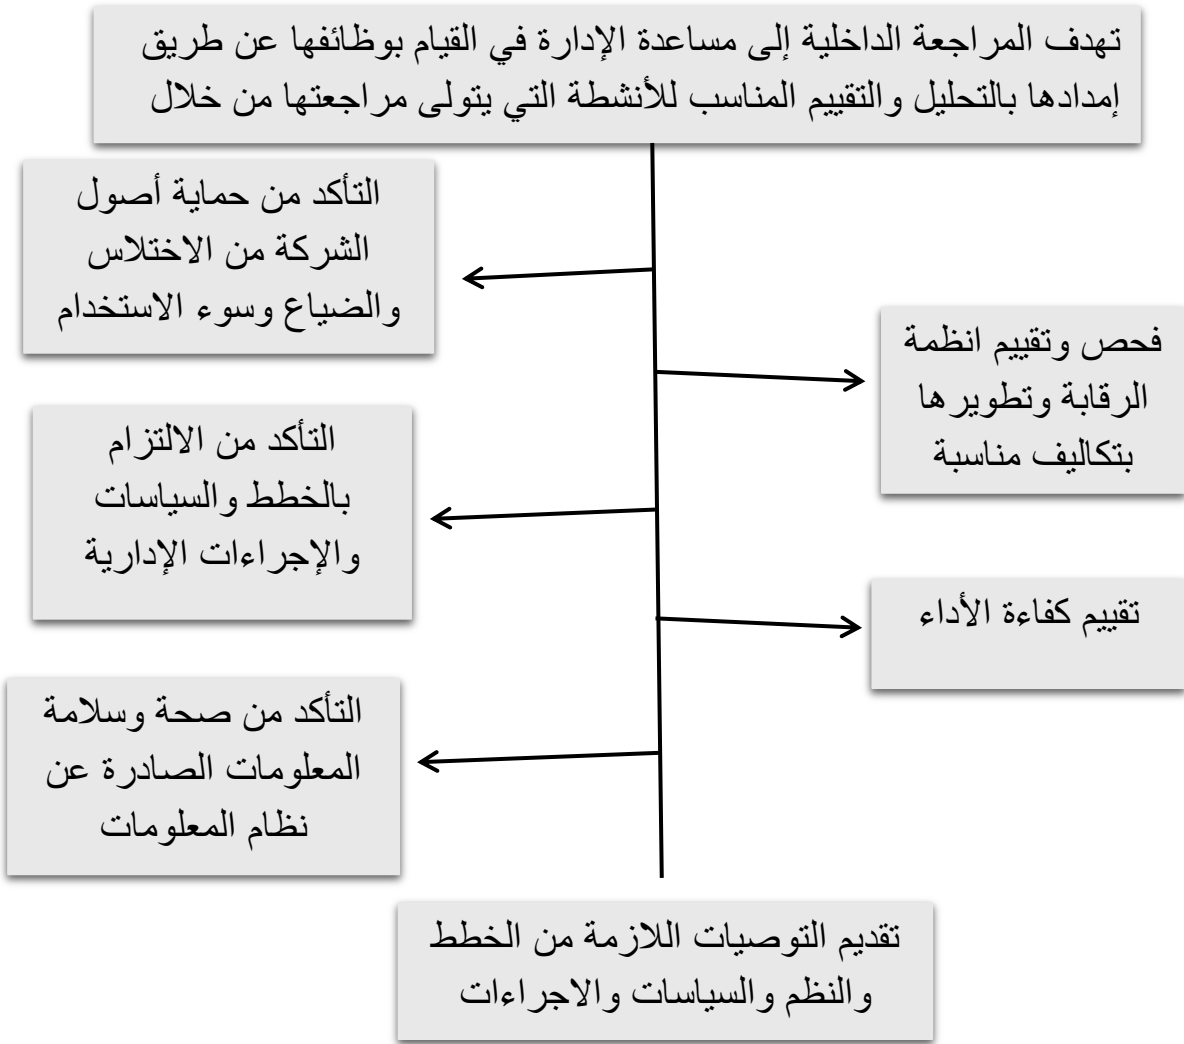 تهدف المراجعة الداخلية إلى مساعدة الإدارة في القيام بوظائفها عن طريق
إمدادها بالتحليل والتقييم المناسب للأنشطة التي يتولى مراجعتها من خلال
التأكد من حماية أصول
الشركة من الاختلاس
والضياع وسوء الاستخدام
فحص وتقييم انظمة
الرقابة وتطويرها
بتكاليف مناسبة
التأكد من الالتزام
بالخطط والسياسات
والإجراءات الإدارية
تقييم كفاءة الأداء
التأكد من صحة وسلامة
المعلومات الصادرة عن
نظام المعلومات
تقديم التوصيات اللازمة من الخطط
والنظم والسياسات والاجراءات